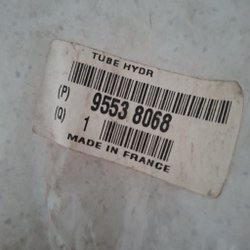 TUBE HYDR
(P) 9553 8068
(Q) 1
MADE IN FRANCE